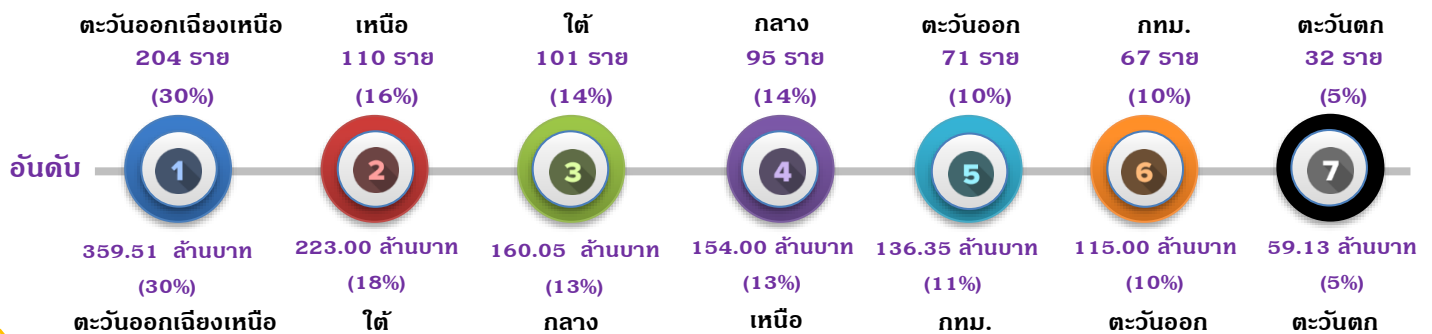 ตะวันออกเฉียงเหนือ เหนือ ใต้ กลาง ตะวันออก กทม. ตะวันตก
204 ราย 110 ราย 101 ราย 95 ราย 71 ราย 67 ราย 32 ราย
(30%) (16%) (14%) (14%) (10%) (10%) (5%)
อันดับ 1 2 3 4 5 6 7
359.51 ล้านบาท 223.00 ล้านบาท 160.05 ล้านบาท 154.00 ล้านบาท 136.35 ล้านบาท 115.00 ล้านบาท 59.13 ล้านบาท
(30%) (18%) (13%) (13%) (11%) (10%) (5%)
ตะวันออกเฉียงเหนือ ใต้ กลาง เหนือ กทม. ตะวันออก ตะวันตก